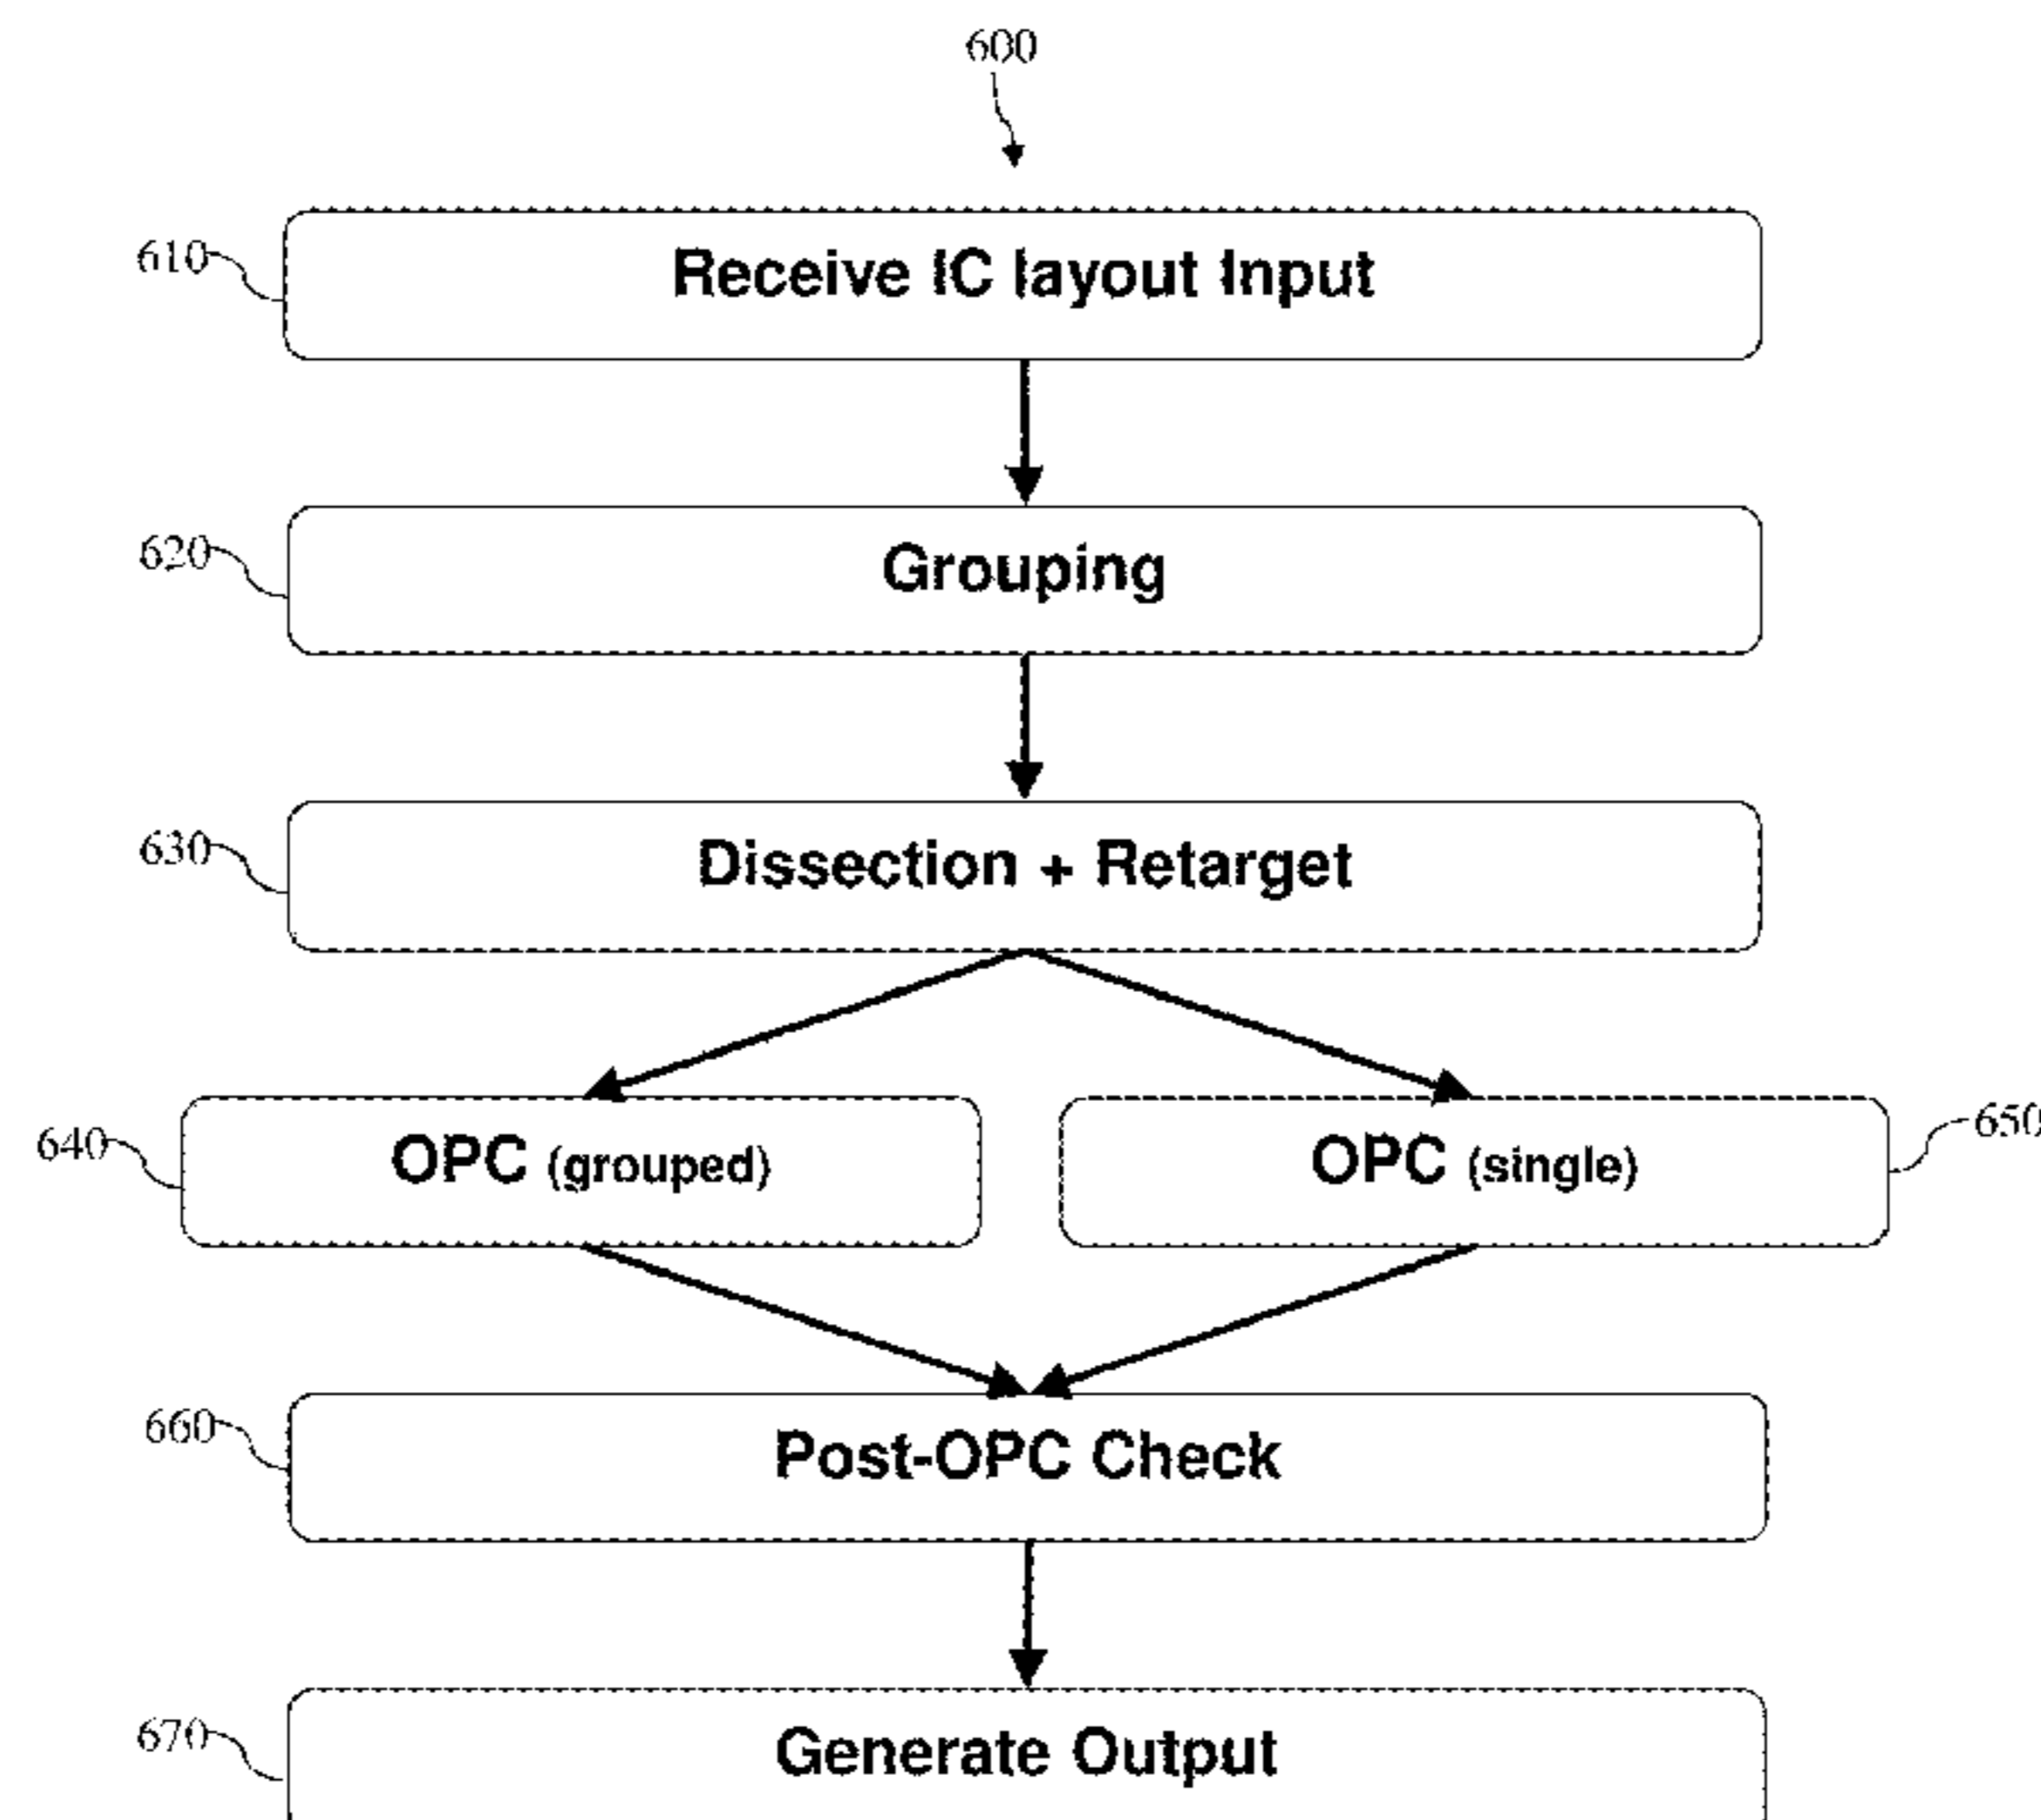 600
610
Receive IC layout Input
620
Grouping
630
Dissection + Retarget
640
OPC (grouped)
OPC (single)
650
660
Post-OPC Check
670
Generate Output